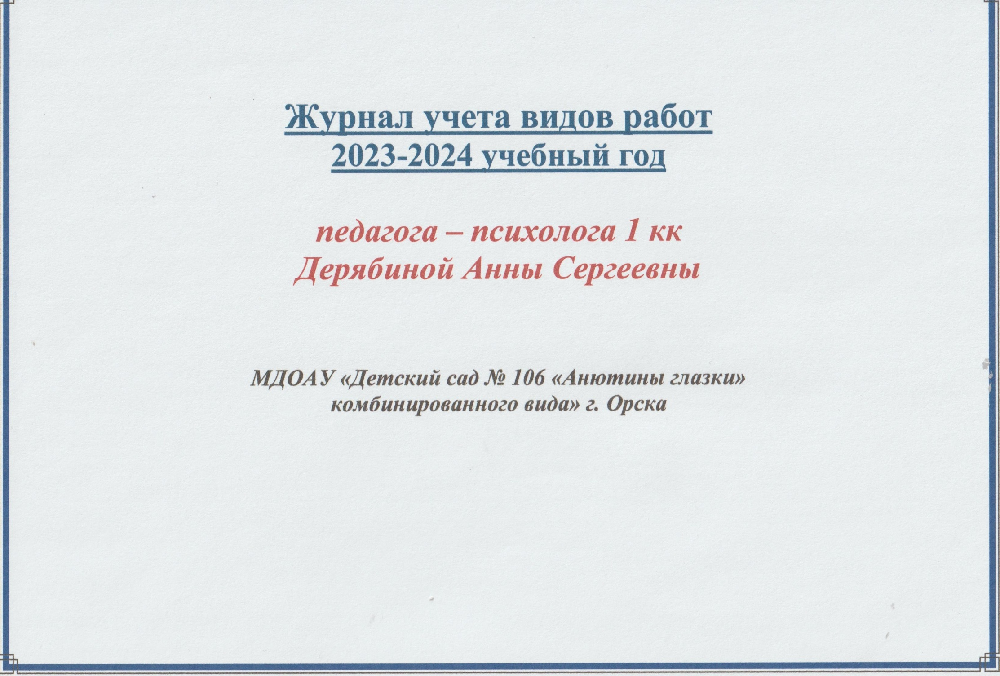 Журнал учета видов работ
2023-2024 учебный год
педагога – психолога 1 кк
Дерябиной Анны Сергеевны
МДОАУ «Детский сад № 106 «Анютины глазки»
комбинированного вида» г. Орска